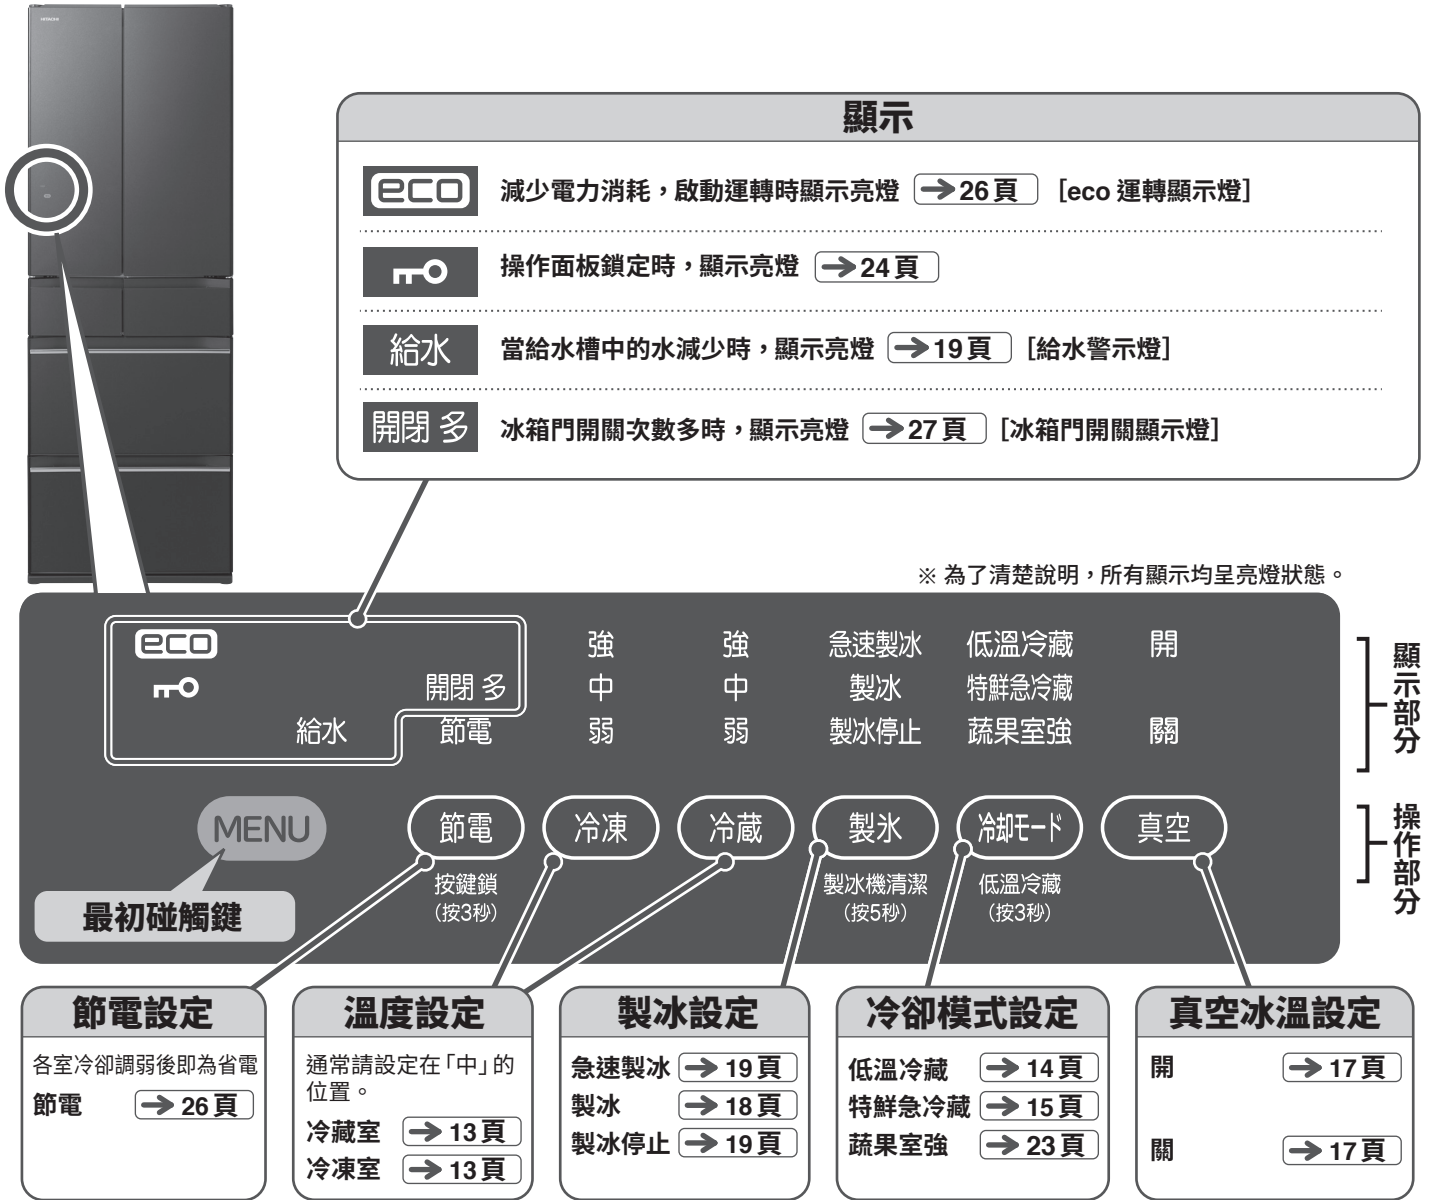 HITACHI
顯示
eco 減少電力消耗，啟動運轉時顯示亮燈 →26頁 [eco 運轉顯示燈]
操作面板鎖定時，顯示亮燈 →24頁
給水 當給水槽中的水減少時，顯示亮燈 →19頁 [給水警示燈]
開閉 多 冰箱門開關次數多時，顯示亮燈 →27頁 [冰箱門開關顯示燈]
※ 為了清楚說明，所有顯示均呈亮燈狀態。
eco 強 強 急速製冰 低溫冷藏 開
開閉 多 中 中 製冰 特鮮急冷藏
給水 節電 弱 弱 製冰停止 蔬果室強 關
顯示部分
MENU 節電 冷凍 冷蔵 製氷 冷却モード 真空
操作部分
最初碰觸鍵
按鍵鎖 製冰機清潔 低溫冷藏
（按3秒） （按5秒） （按3秒）
節電設定
各室冷卻調弱後即為省電
節電 →26頁
溫度設定
通常請設定在「中」的
位置。
冷藏室 →13頁
冷凍室 →13頁
製冰設定
急速製冰 →19頁
製冰 →18頁
製冰停止 →19頁
冷卻模式設定
低溫冷藏 →14頁
特鮮急冷藏 →15頁
蔬果室強 →23頁
真空冰溫設定
開 →17頁
關 →17頁